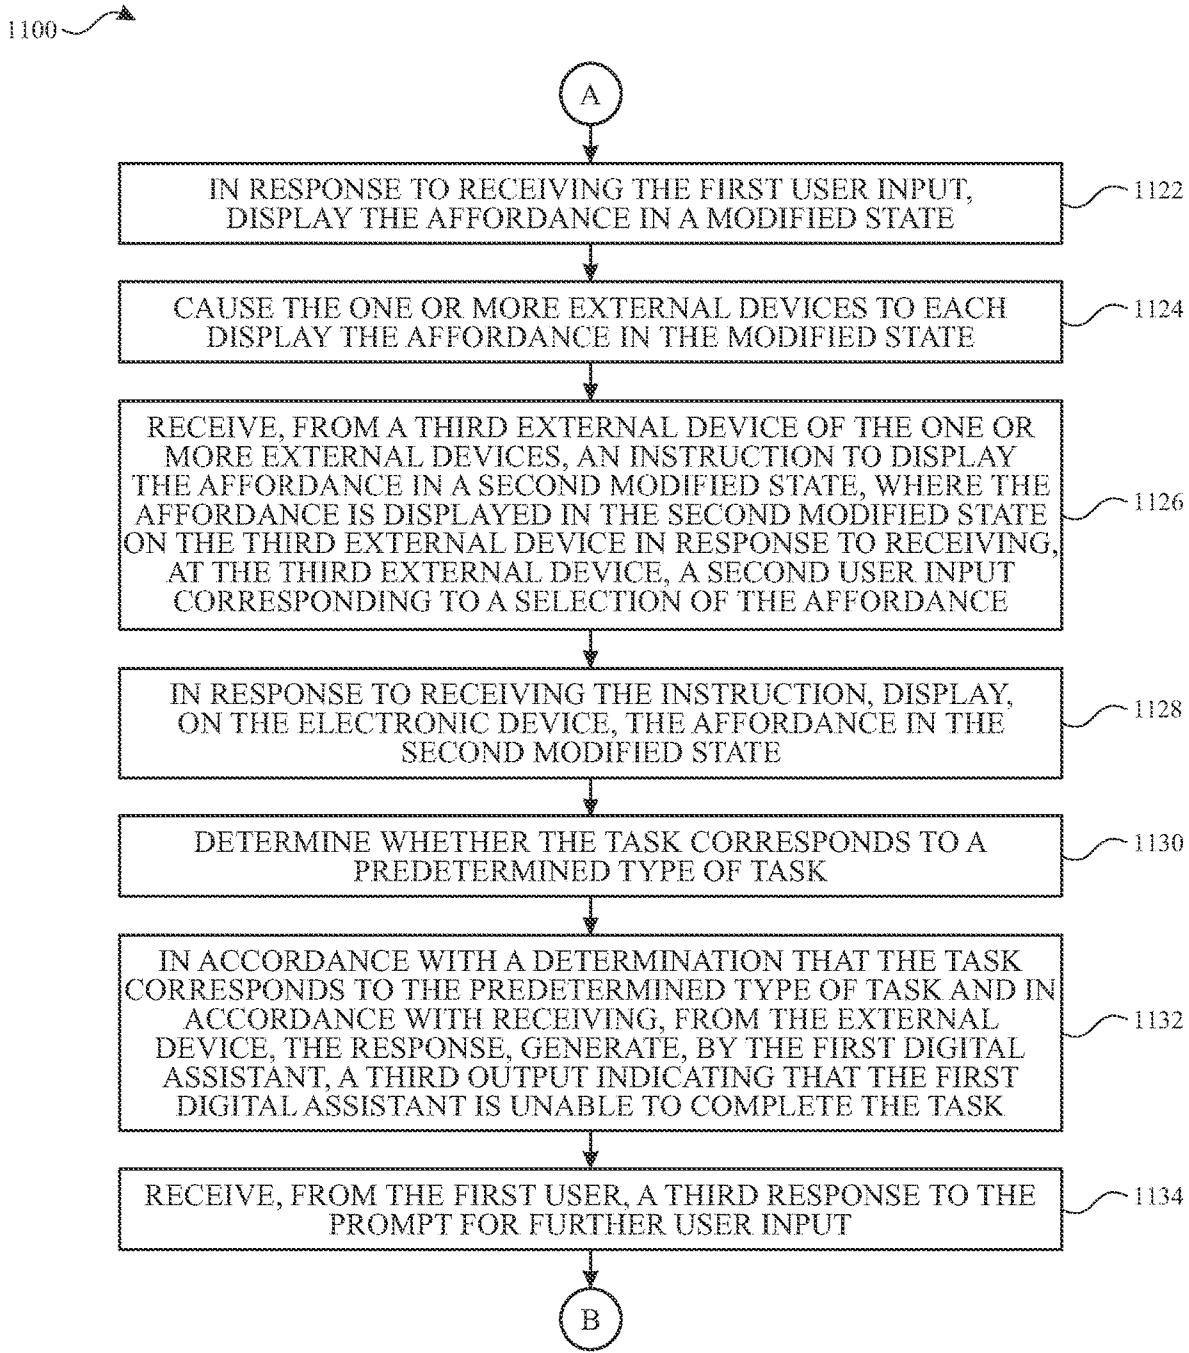 1100
A
IN RESPONSE TO RECEIVING THE FIRST USER INPUT,
DISPLAY THE AFFORDANCE IN A MODIFIED STATE
1122
CAUSE THE ONE OR MORE EXTERNAL DEVICES TO EACH
DISPLAY THE AFFORDANCE IN THE MODIFIED STATE
1124
RECEIVE, FROM A THIRD EXTERNAL DEVICE OF THE ONE OR
MORE EXTERNAL DEVICES, AN INSTRUCTION TO DISPLAY
THE AFFORDANCE IN A SECOND MODIFIED STATE, WHERE THE
AFFORDANCE IS DISPLAYED IN THE SECOND MODIFIED STATE
ON THE THIRD EXTERNAL DEVICE IN RESPONSE TO RECEIVING,
AT THE THIRD EXTERNAL DEVICE, A SECOND USER INPUT
CORRESPONDING TO A SELECTION OF THE AFFORDANCE
1126
IN RESPONSE TO RECEIVING THE INSTRUCTION, DISPLAY,
ON THE ELECTRONIC DEVICE, THE AFFORDANCE IN THE
SECOND MODIFIED STATE
1128
DETERMINE WHETHER THE TASK CORRESPONDS TO A
PREDETERMINED TYPE OF TASK
1130
IN ACCORDANCE WITH A DETERMINATION THAT THE TASK
CORRESPONDS TO THE PREDETERMINED TYPE OF TASK AND IN
ACCORDANCE WITH RECEIVING, FROM THE EXTERNAL
DEVICE, THE RESPONSE, GENERATE, BY THE FIRST DIGITAL
ASSISTANT, A THIRD OUTPUT INDICATING THAT THE FIRST
DIGITAL ASSISTANT IS UNABLE TO COMPLETE THE TASK
1132
RECEIVE, FROM THE FIRST USER, A THIRD RESPONSE TO THE
PROMPT FOR FURTHER USER INPUT
1134
B